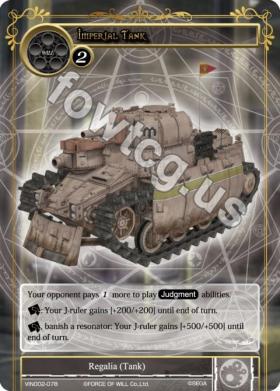 Imperial Tank
WILL
2
fowtcg.us
Your opponent pays 1 more to play Judgment abilities.
: Your J-ruler gains [+200/+200] until end of turn.
, banish a resonator: Your J-ruler gains [+500/+500] until end of turn.
Regalia (Tank)
VIN002-078 ©FORCE OF WILL Co.,Ltd. ©SEGA